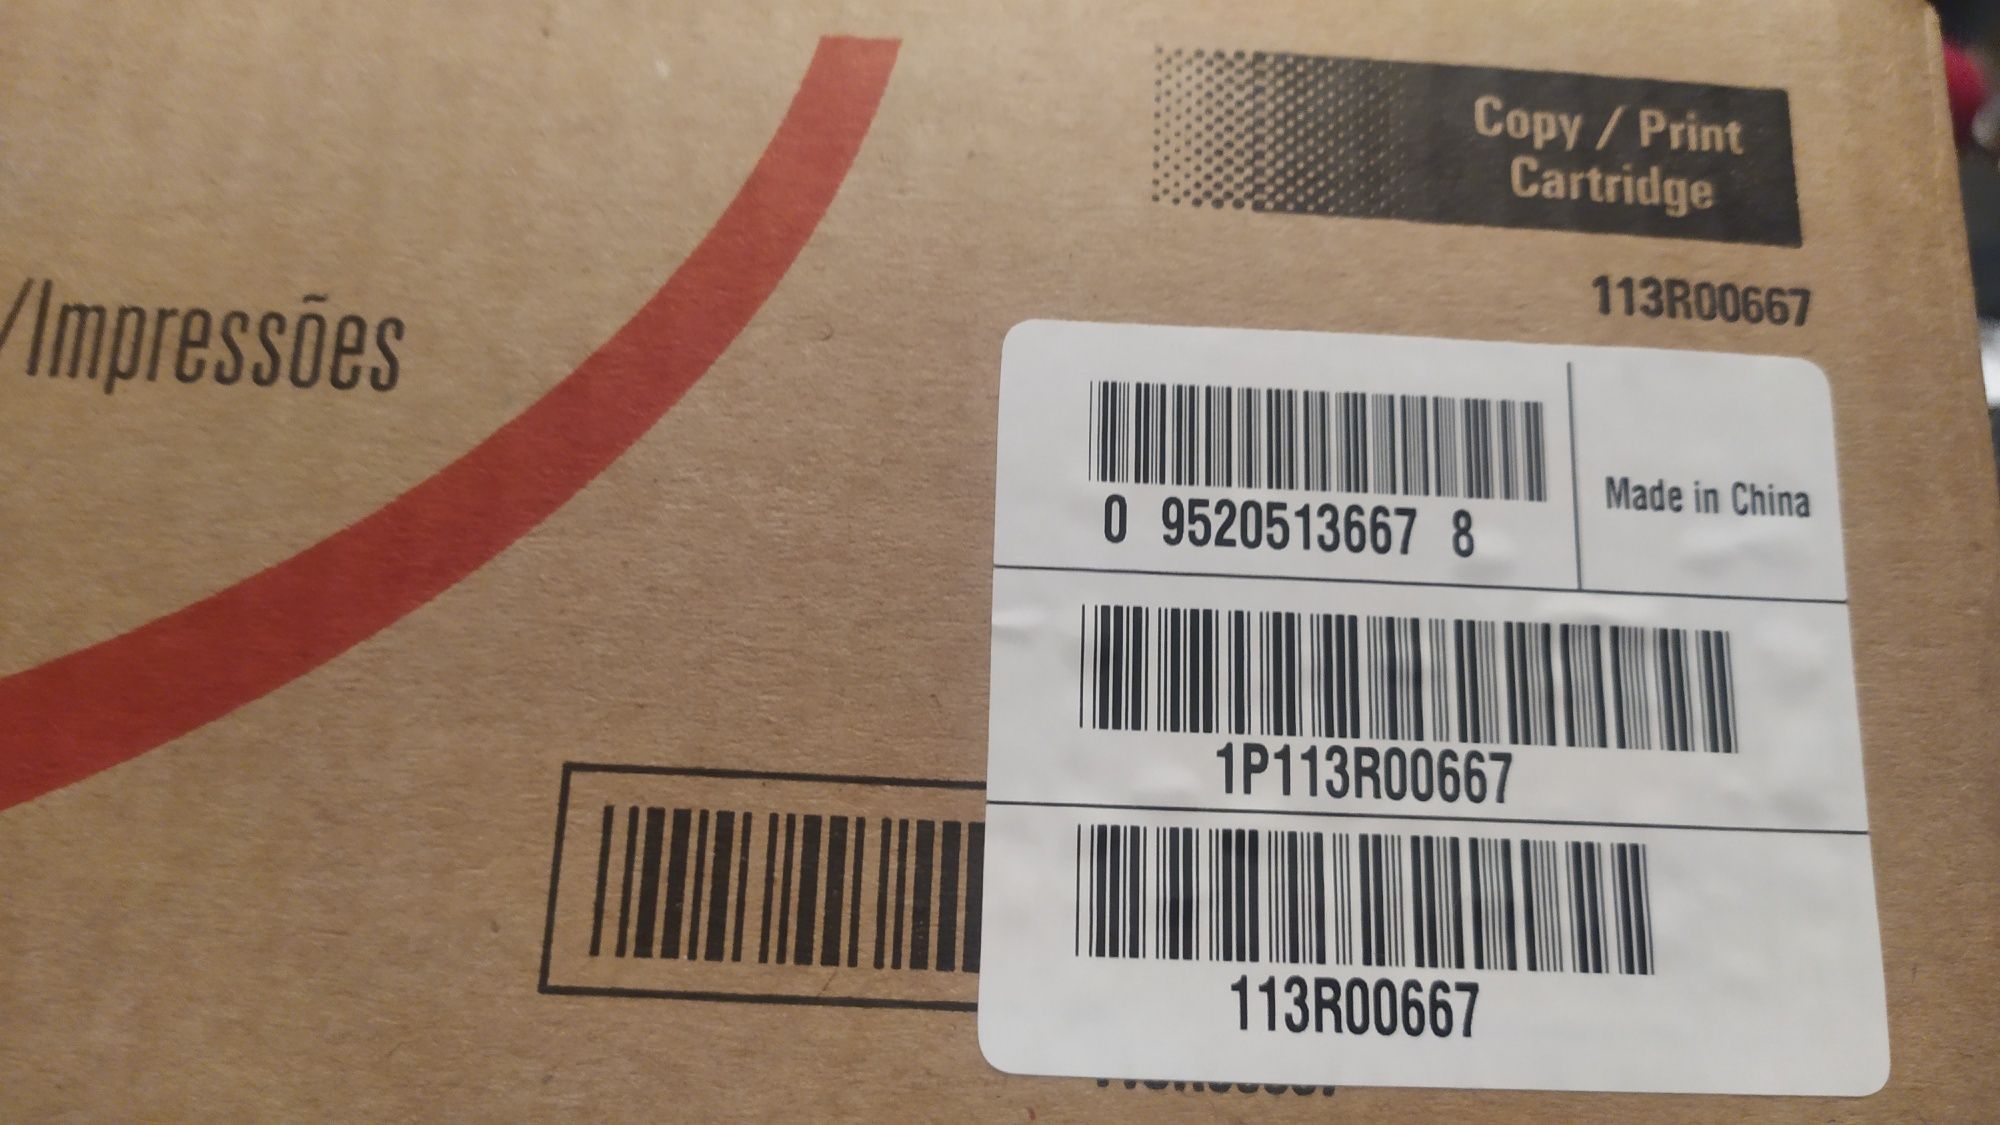 Copy / Print
Cartridge
113R00667
/Impressões
0 9520513667 8
Made in China
1P113R00667
113R00667